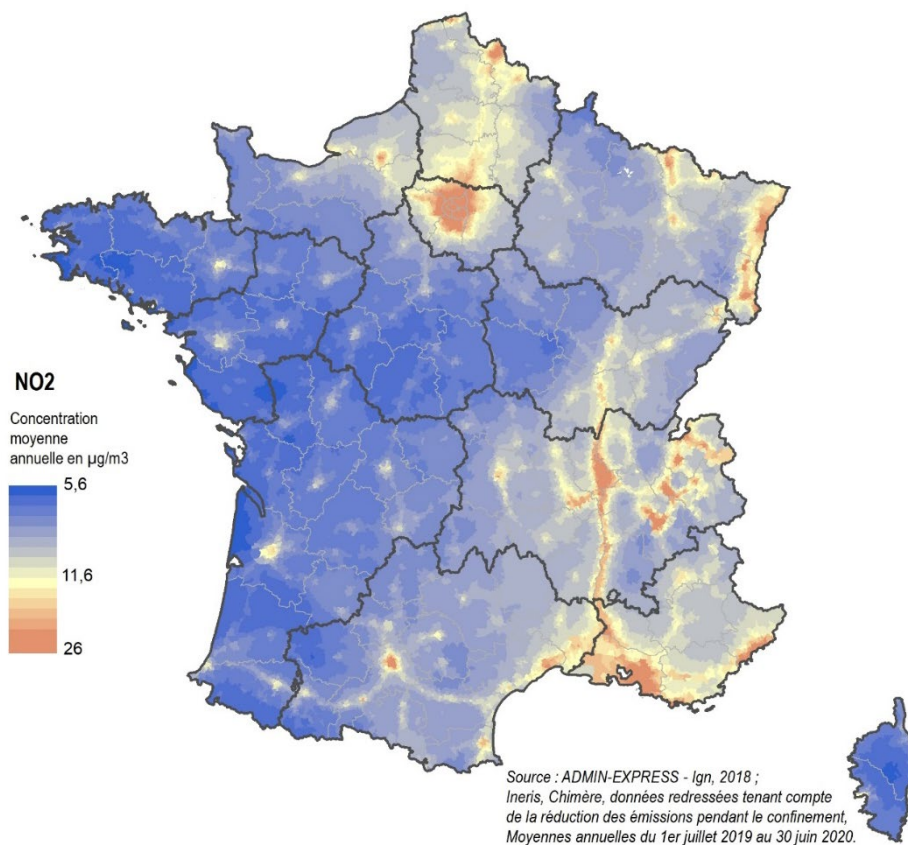 NO2
Concentration
moyenne
annuelle en µg/m3
5,6
11,6
26
Source : ADMIN-EXPRESS - Ign, 2018 ;
Ineris, Chimère, données redressées tenant compte
de la réduction des émissions pendant le confinement,
Moyennes annuelles du 1er juillet 2019 au 30 juin 2020.